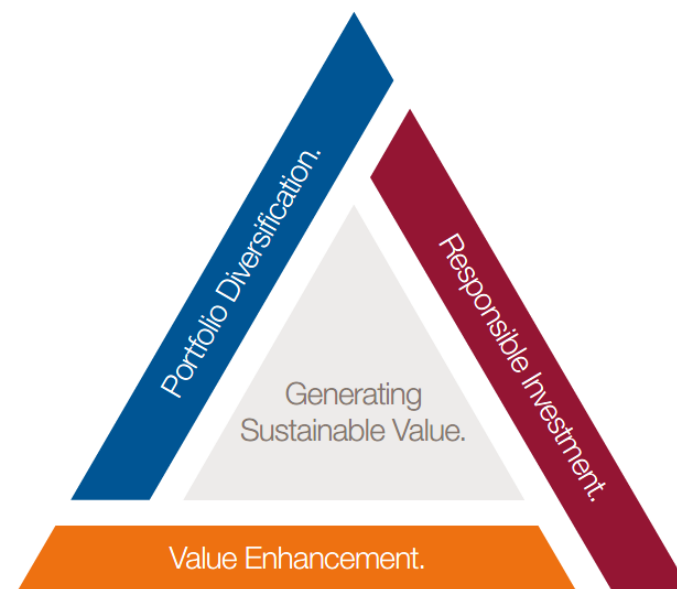 Portfolio Diversification.
Responsible Investment.
Generating
Sustainable Value.
Value Enhancement.